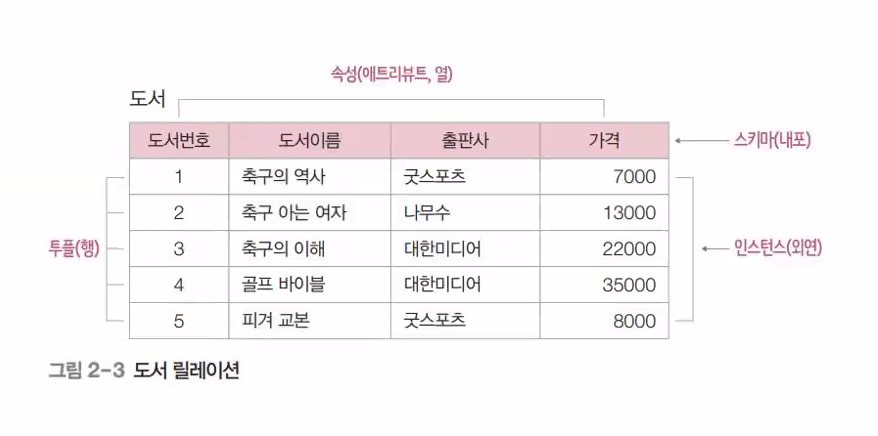 속성(애트리뷰트, 열)
도서
도서번호 도서이름 출판사 가격
스키마(내포)
1 축구의 역사 굿스포츠 7000
2 축구 아는 여자 나무수 13000
투플(행)
3 축구의 이해 대한미디어 22000
인스턴스(외연)
4 골프 바이블 대한미디어 35000
5 피겨 교본 굿스포츠 8000
그림 2-3 도서 릴레이션